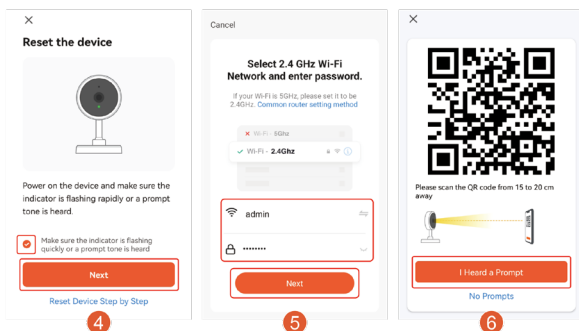 Reset the device
Power on the device and make sure the
indicator is flashing rapidly or a prompt
tone is heard.
Make sure the indicator is flashing
quickly or a prompt tone is heard
Next
Reset Device Step by Step
4
Cancel
Select 2.4 GHz Wi-Fi
Network and enter password.
If your Wi-Fi is 5GHz, please set it to be
2.4GHz. Common router setting method
Wi-Fi - 5Ghz
Wi-Fi - 2.4Ghz
admin
••••••••
Next
5
Please scan the QR code from 15 to 20 cm
away
I Heard a Prompt
No Prompts
6